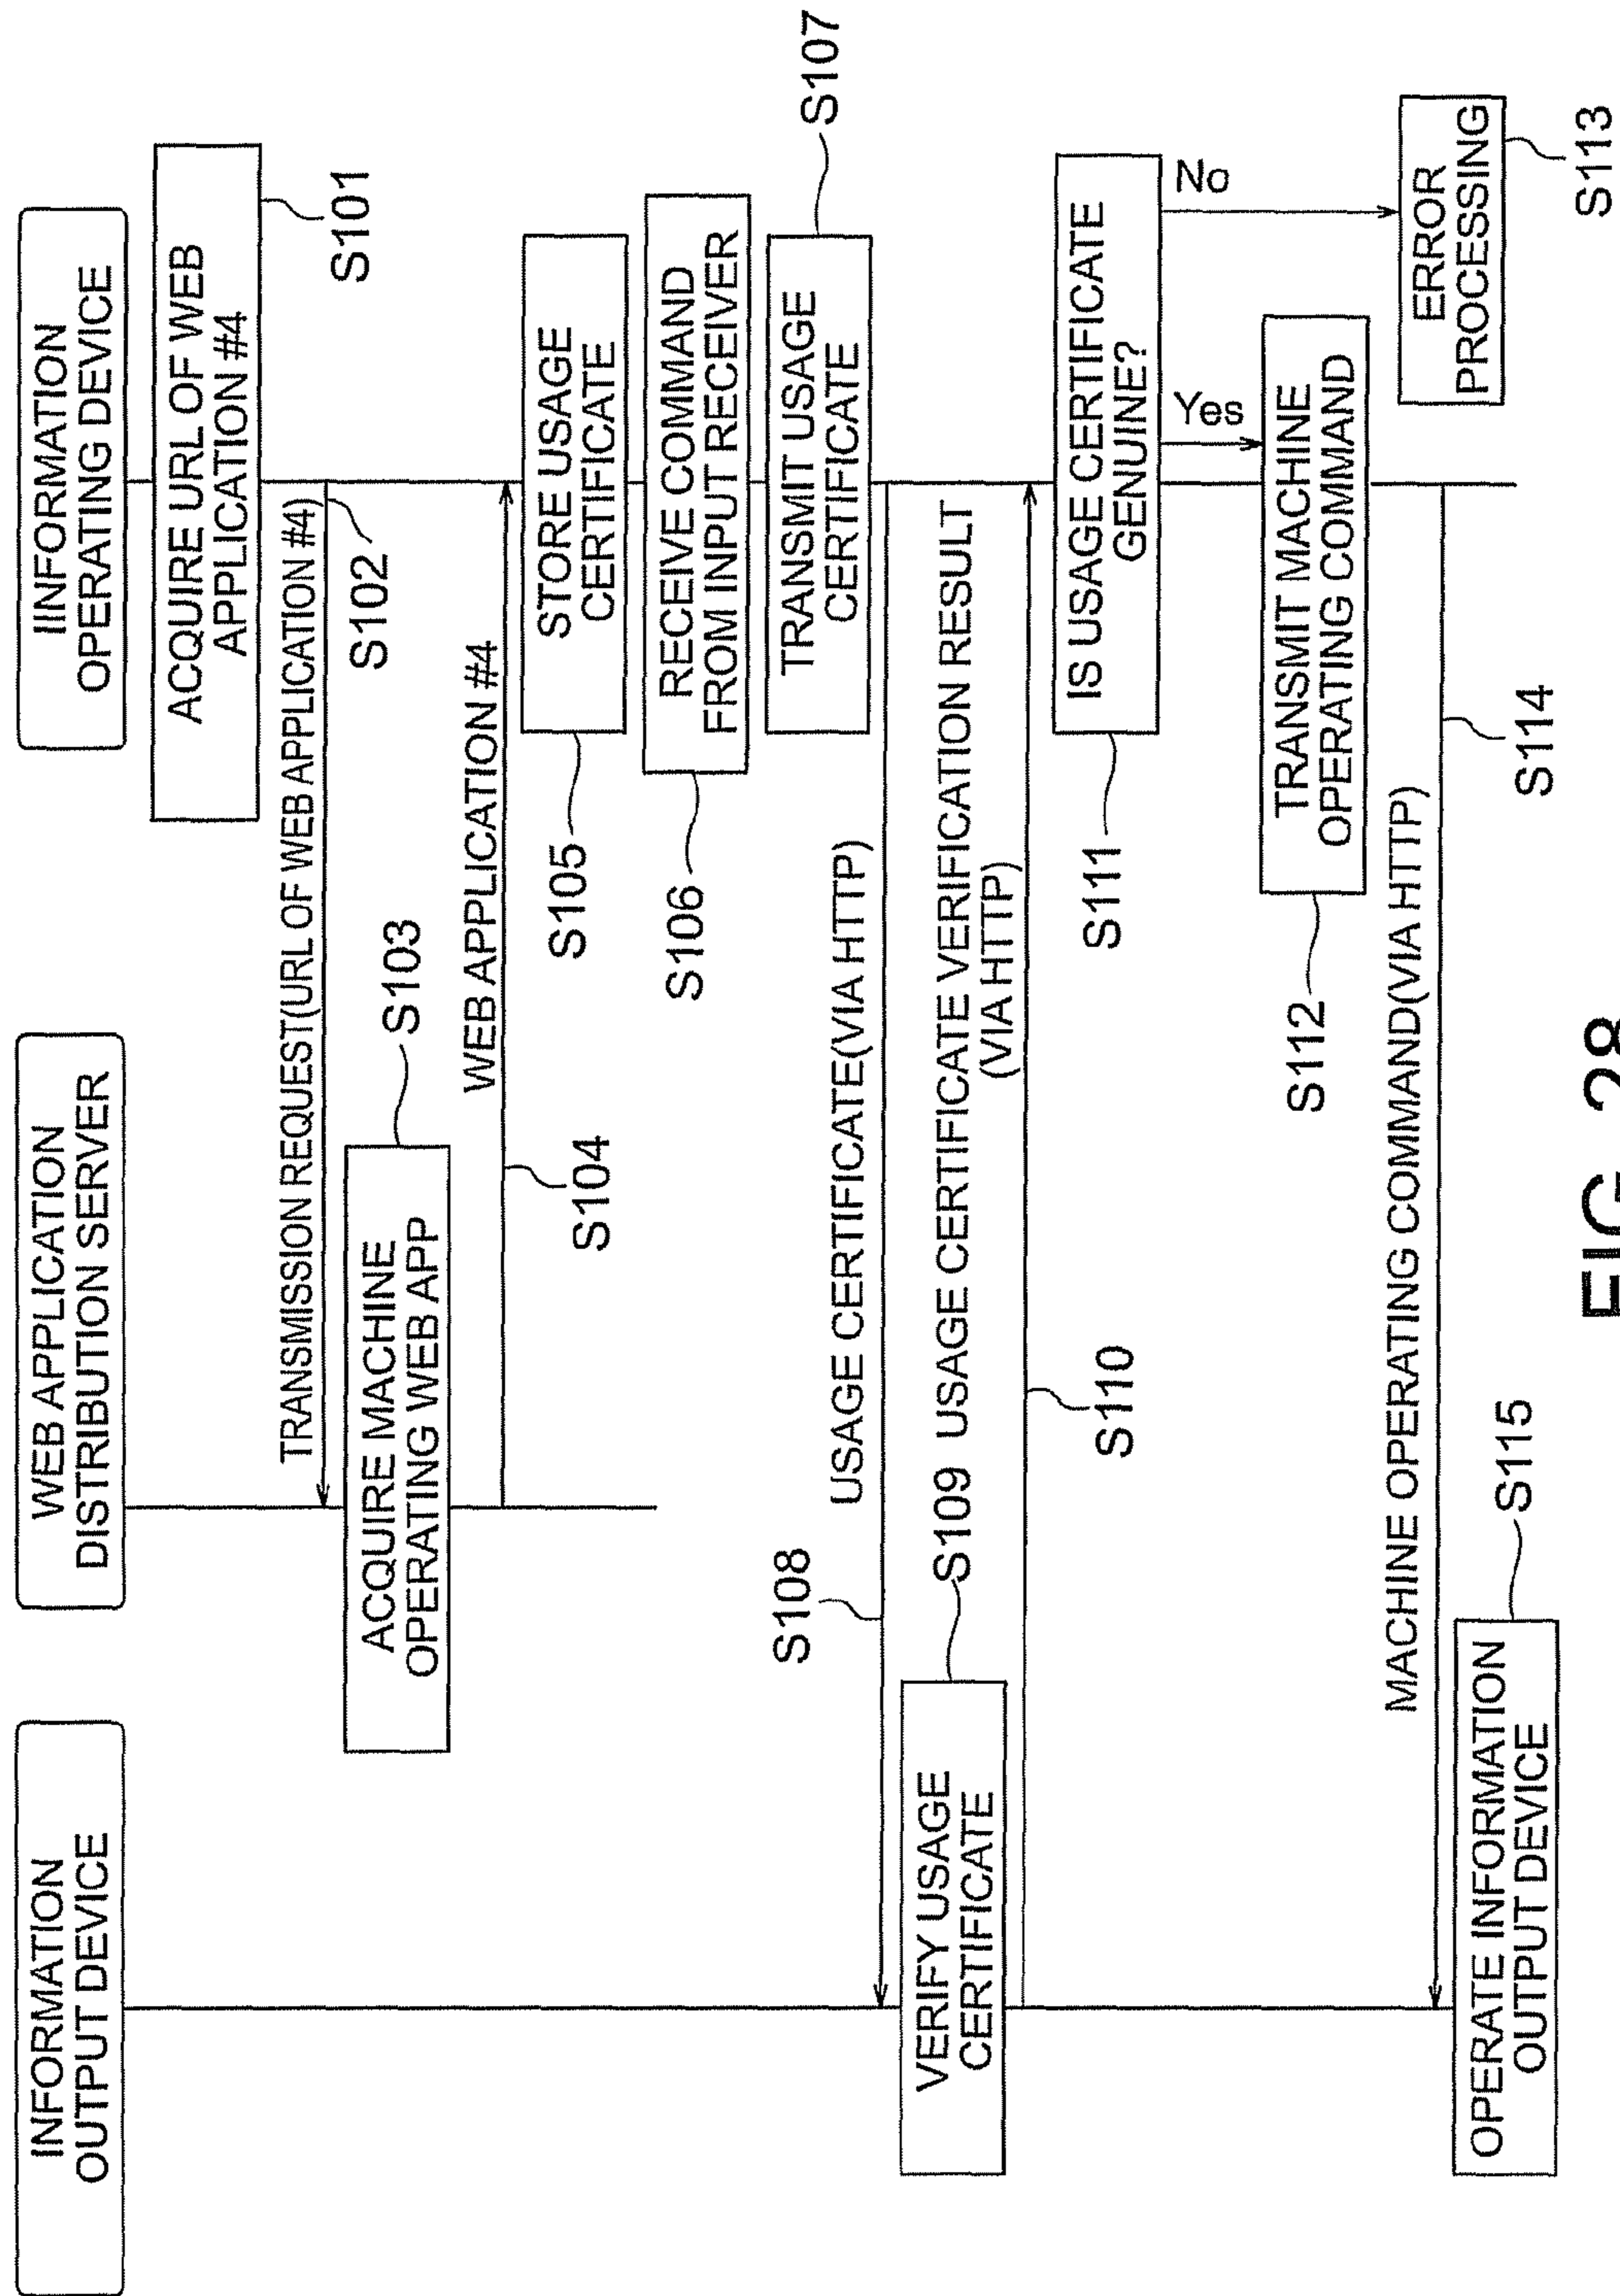 INFORMATION
OUTPUT DEVICE
WEB APPLICATION
DISTRIBUTION SERVER
IINFORMATION
OPERATING DEVICE
ACQUIRE URL OF WEB
APPLICATION #4
S101
TRANSMISSION REQUEST(URL OF WEB APPLICATION #4)
S102
ACQUIRE MACHINE
OPERATING WEB APP
S103
WEB APPLICATION #4
S104
STORE USAGE
CERTIFICATE
S105
RECEIVE COMMAND
FROM INPUT RECEIVER
S106
TRANSMIT USAGE
CERTIFICATE
S107
USAGE CERTIFICATE(VIA HTTP)
S108
VERIFY USAGE
CERTIFICATE
S109
USAGE CERTIFICATE VERIFICATION RESULT
(VIA HTTP)
S110
IS USAGE CERTIFICATE
GENUINE?
S111
Yes
No
TRANSMIT MACHINE
OPERATING COMMAND
S112
ERROR
PROCESSING
S113
MACHINE OPERATING COMMAND(VIA HTTP)
S114
OPERATE INFORMATION
OUTPUT DEVICE
S115
FIG. 28